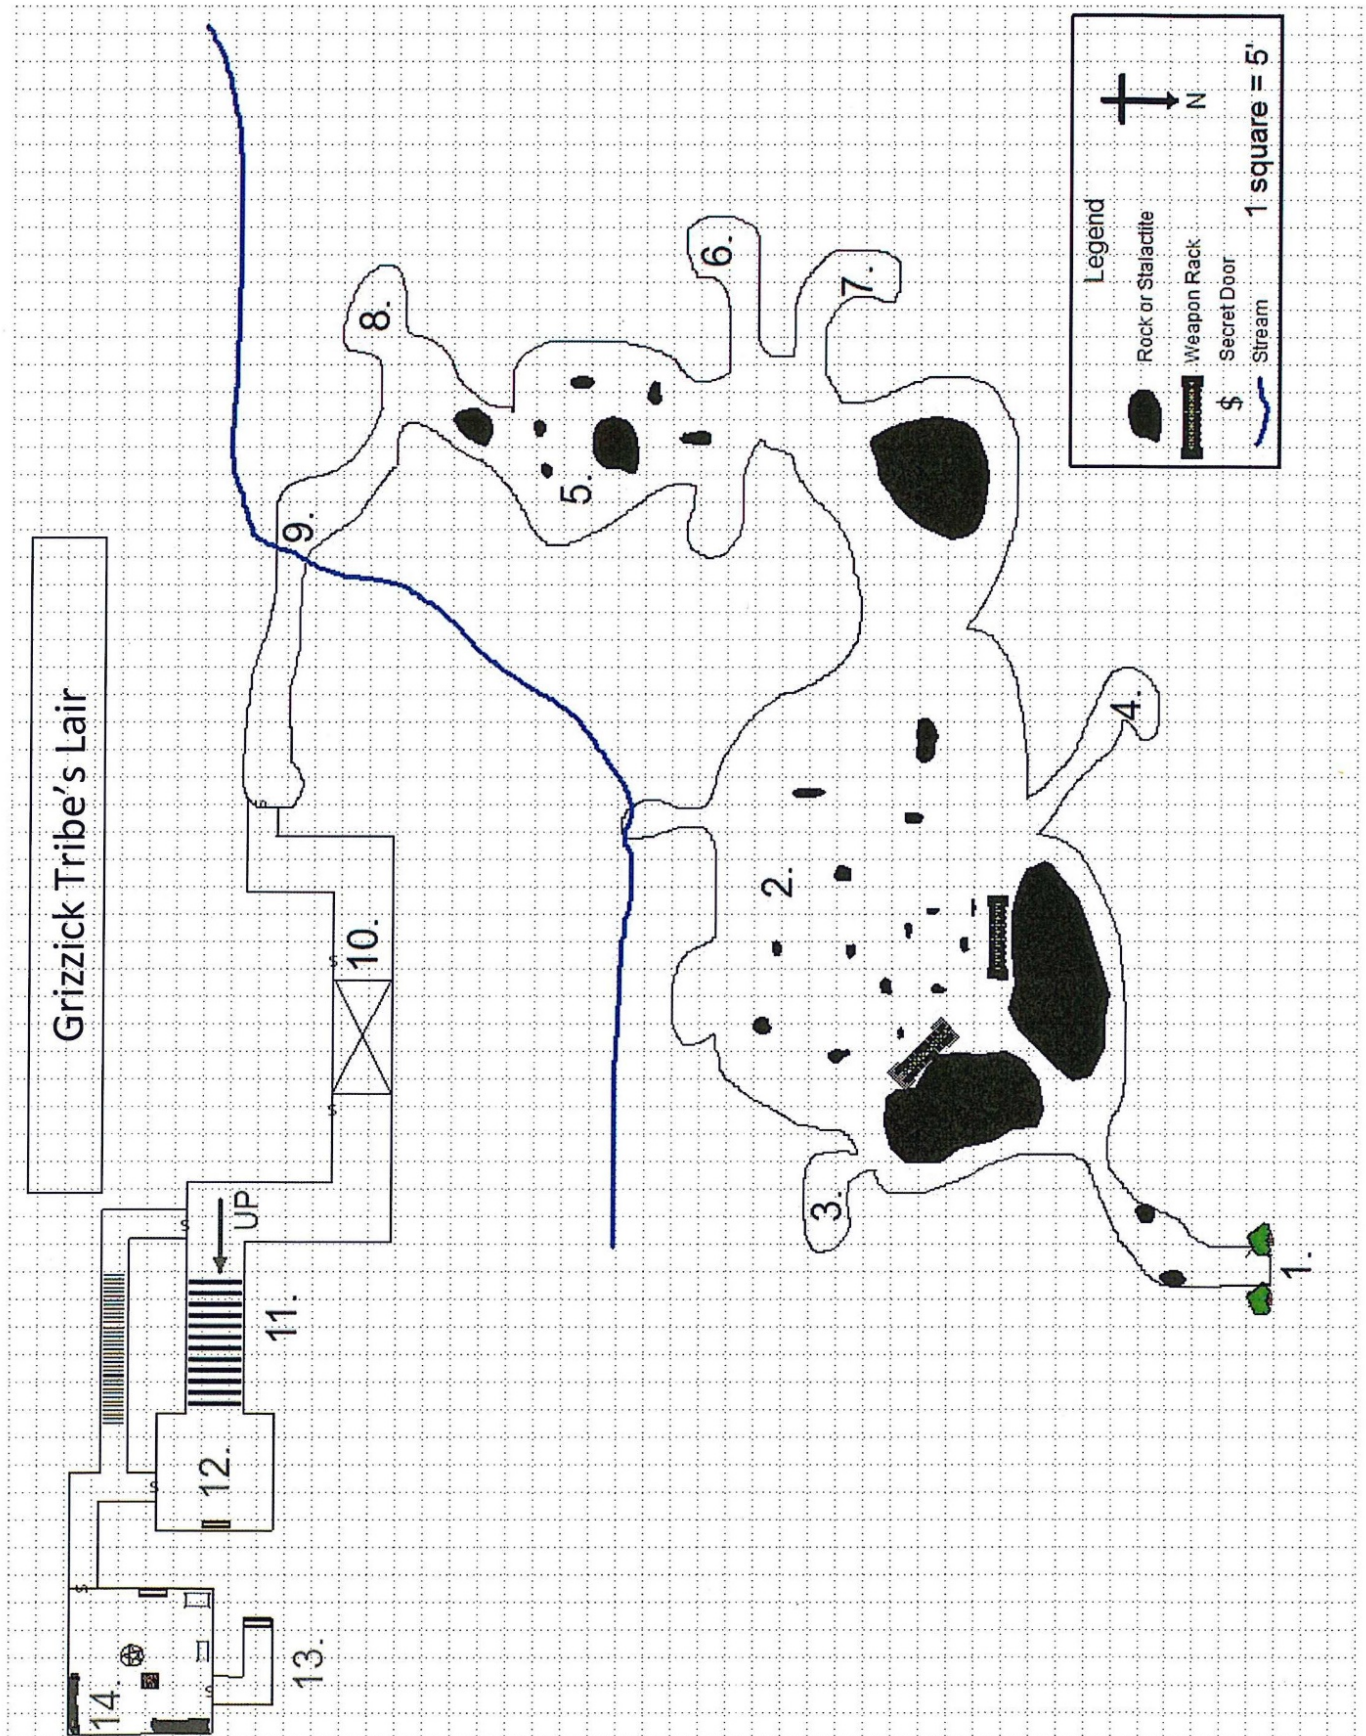 Grizzick Tribe's Lair
1.
2.
3.
4.
5.
6.
7.
8.
9.
10.
11.
UP
12.
13.
14.
S
S
S
S
S
S
S
Legend
Rock or Stalactite
Weapon Rack
$ Secret Door
Stream
N
1 square = 5'